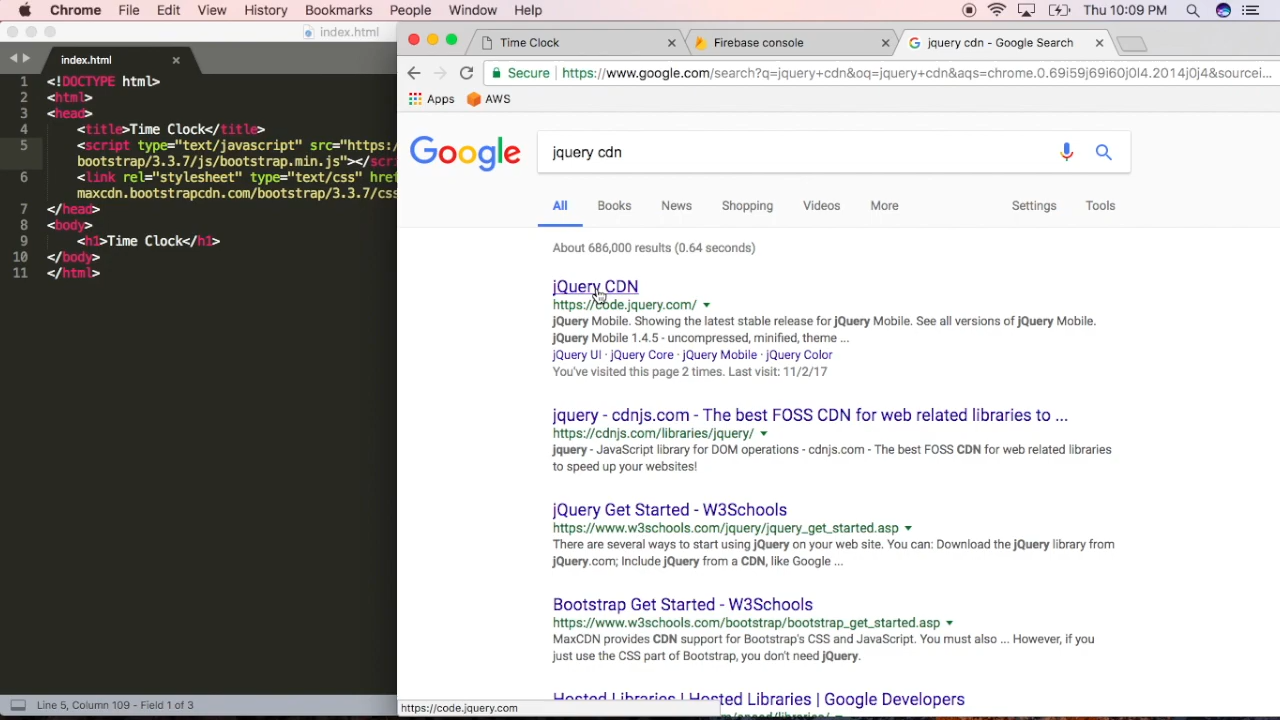 Chrome File Edit View History Bookmarks People Window Help Thu 10:09 PM
index.html
index.html
1 <!DOCTYPE html>
2 <html>
3 <head>
4 <title>Time Clock</title>
5 <script type="text/javascript" src="https:/
bootstrap/3.3.7/js/bootstrap.min.js"></scri
6 <link rel="stylesheet" type="text/css" href
maxcdn.bootstrapcdn.com/bootstrap/3.3.7/css
7 </head>
8 <body>
9 <h1>Time Clock</h1>
10 </body>
11 </html>
Line 5, Column 109 - Field 1 of 3
Time Clock
Firebase console
jquery cdn - Google Search
Secure https://www.google.com/search?q=jquery+cdn&oq=jquery+cdn&aqs=chrome.0.69i59j69i60j0l4.2014j0j4&sourcei...
Apps AWS
Google
jquery cdn
All Books News Shopping Videos More Settings Tools
About 686,000 results (0.64 seconds)
jQuery CDN
https://code.jquery.com/
jQuery Mobile. Showing the latest stable release for jQuery Mobile. See all versions of jQuery Mobile.
jQuery Mobile 1.4.5 - uncompressed, minified, theme ...
jQuery UI · jQuery Core · jQuery Mobile · jQuery Color
You've visited this page 2 times. Last visit: 11/2/17
jquery - cdnjs.com - The best FOSS CDN for web related libraries to ...
https://cdnjs.com/libraries/jquery/
jquery - JavaScript library for DOM operations - cdnjs.com - The best FOSS CDN for web related libraries
to speed up your websites!
jQuery Get Started - W3Schools
https://www.w3schools.com/jquery/jquery_get_started.asp
There are several ways to start using jQuery on your web site. You can: Download the jQuery library from
jQuery.com; Include jQuery from a CDN, like Google ...
Bootstrap Get Started - W3Schools
https://www.w3schools.com/bootstrap/bootstrap_get_started.asp
MaxCDN provides CDN support for Bootstrap's CSS and JavaScript. You must also ... However, if you
just use the CSS part of Bootstrap, you don't need jQuery.
Hosted Libraries | Hosted Libraries | Google Developers
https://code.jquery.com